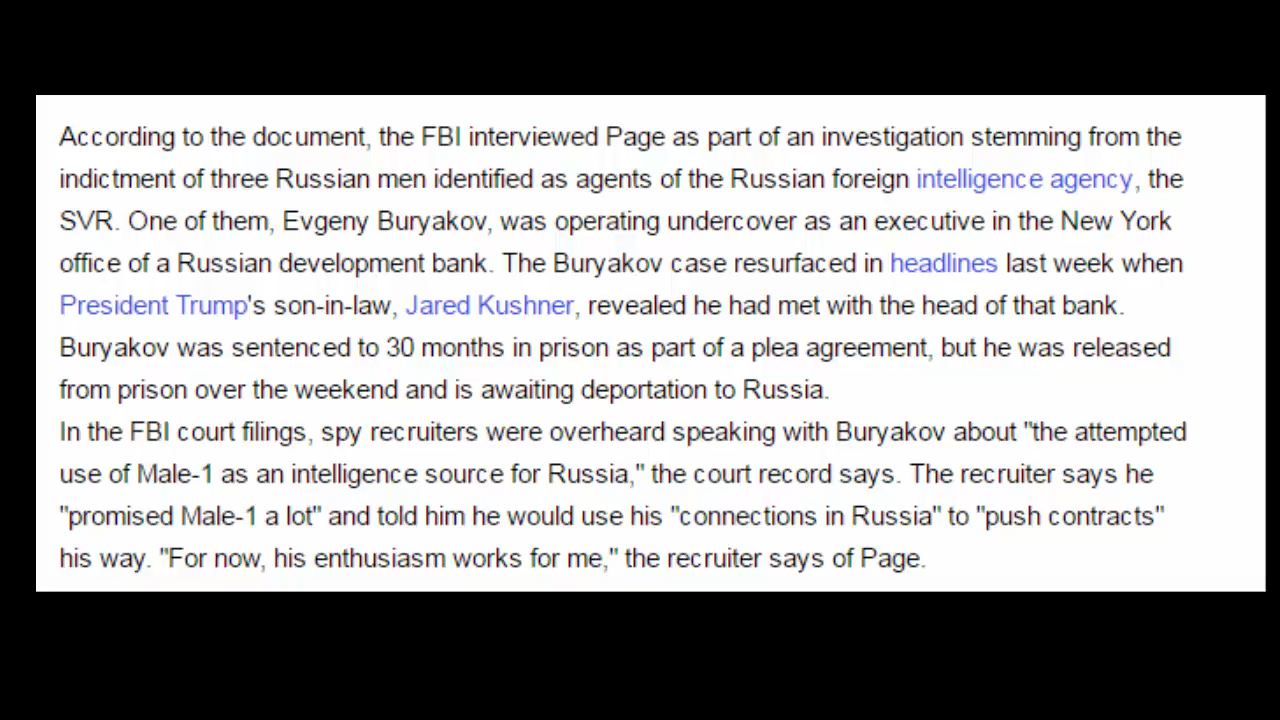 According to the document, the FBI interviewed Page as part of an investigation stemming from the
indictment of three Russian men identified as agents of the Russian foreign intelligence agency, the
SVR. One of them, Evgeny Buryakov, was operating undercover as an executive in the New York
office of a Russian development bank. The Buryakov case resurfaced in headlines last week when
President Trump's son-in-law, Jared Kushner, revealed he had met with the head of that bank.
Buryakov was sentenced to 30 months in prison as part of a plea agreement, but he was released
from prison over the weekend and is awaiting deportation to Russia.
In the FBI court filings, spy recruiters were overheard speaking with Buryakov about "the attempted
use of Male-1 as an intelligence source for Russia," the court record says. The recruiter says he
"promised Male-1 a lot" and told him he would use his "connections in Russia" to "push contracts"
his way. "For now, his enthusiasm works for me," the recruiter says of Page.